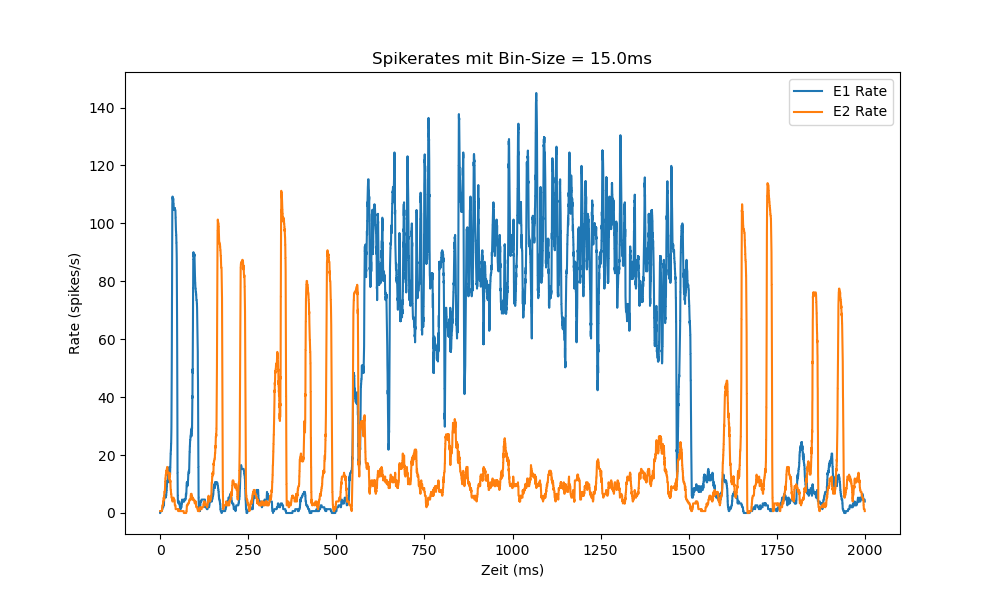 Spikerates mit Bin-Size = 15.0ms
E1 Rate
E2 Rate
Rate (spikes/s)
140
120
100
80
60
40
20
0
0 250 500 750 1000 1250 1500 1750 2000
Zeit (ms)